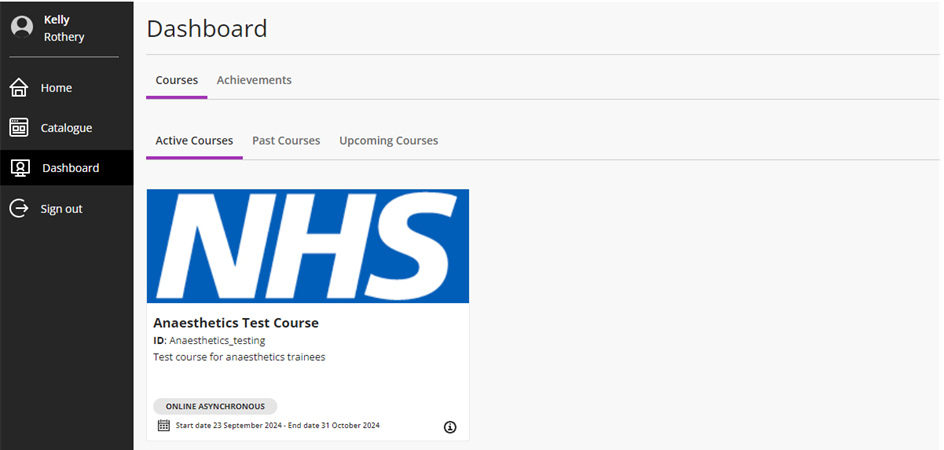 Kelly
Rothery
Home
Catalogue
Dashboard
Sign out
Dashboard
Courses Achievements
Active Courses Past Courses Upcoming Courses
NHS
Anaesthetics Test Course
ID: Anaesthetics_testing
Test course for anaesthetics trainees
ONLINE ASYNCHRONOUS
Start date 23 September 2024 - End date 31 October 2024